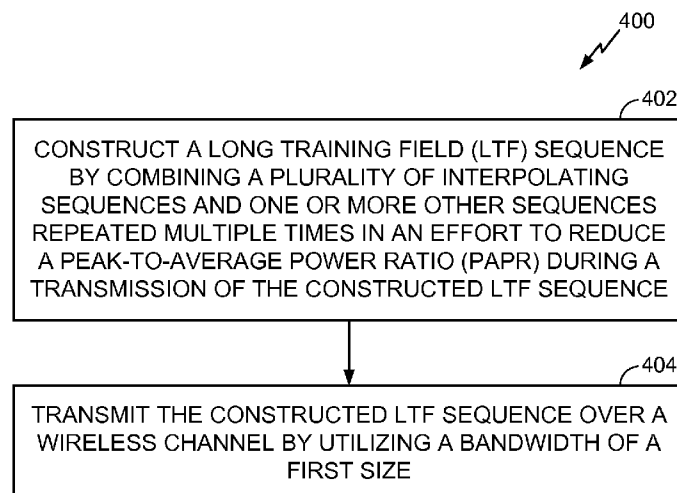 400
402
CONSTRUCT A LONG TRAINING FIELD (LTF) SEQUENCE
BY COMBINING A PLURALITY OF INTERPOLATING
SEQUENCES AND ONE OR MORE OTHER SEQUENCES
REPEATED MULTIPLE TIMES IN AN EFFORT TO REDUCE
A PEAK-TO-AVERAGE POWER RATIO (PAPR) DURING A
TRANSMISSION OF THE CONSTRUCTED LTF SEQUENCE
404
TRANSMIT THE CONSTRUCTED LTF SEQUENCE OVER A
WIRELESS CHANNEL BY UTILIZING A BANDWIDTH OF A
FIRST SIZE